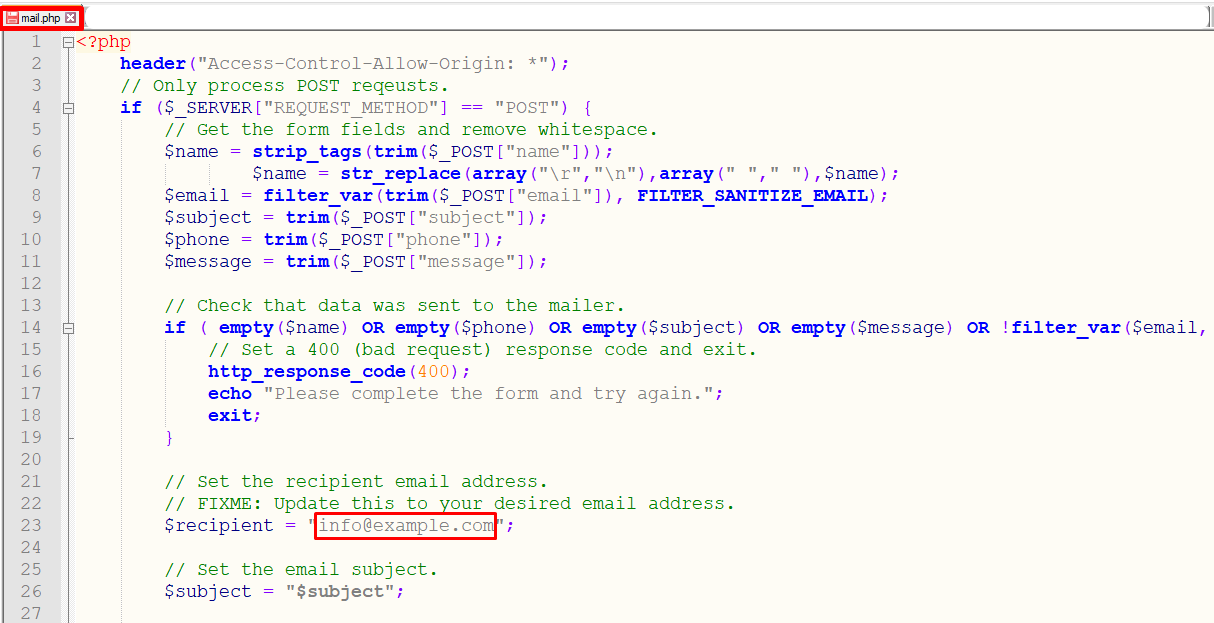 mail.php
1 <?php
2 header("Access-Control-Allow-Origin: *");
3 // Only process POST reqeusts.
4 if ($_SERVER["REQUEST_METHOD"] == "POST") {
5 // Get the form fields and remove whitespace.
6 $name = strip_tags(trim($_POST["name"]));
7 $name = str_replace(array("\r","\n"),array(" "," "),$name);
8 $email = filter_var(trim($_POST["email"]), FILTER_SANITIZE_EMAIL);
9 $subject = trim($_POST["subject"]);
10 $phone = trim($_POST["phone"]);
11 $message = trim($_POST["message"]);
12
13 // Check that data was sent to the mailer.
14 if ( empty($name) OR empty($phone) OR empty($subject) OR empty($message) OR !filter_var($email,
15 // Set a 400 (bad request) response code and exit.
16 http_response_code(400);
17 echo "Please complete the form and try again.";
18 exit;
19 }
20
21 // Set the recipient email address.
22 // FIXME: Update this to your desired email address.
23 $recipient = "info@example.com";
24
25 // Set the email subject.
26 $subject = "$subject";
27